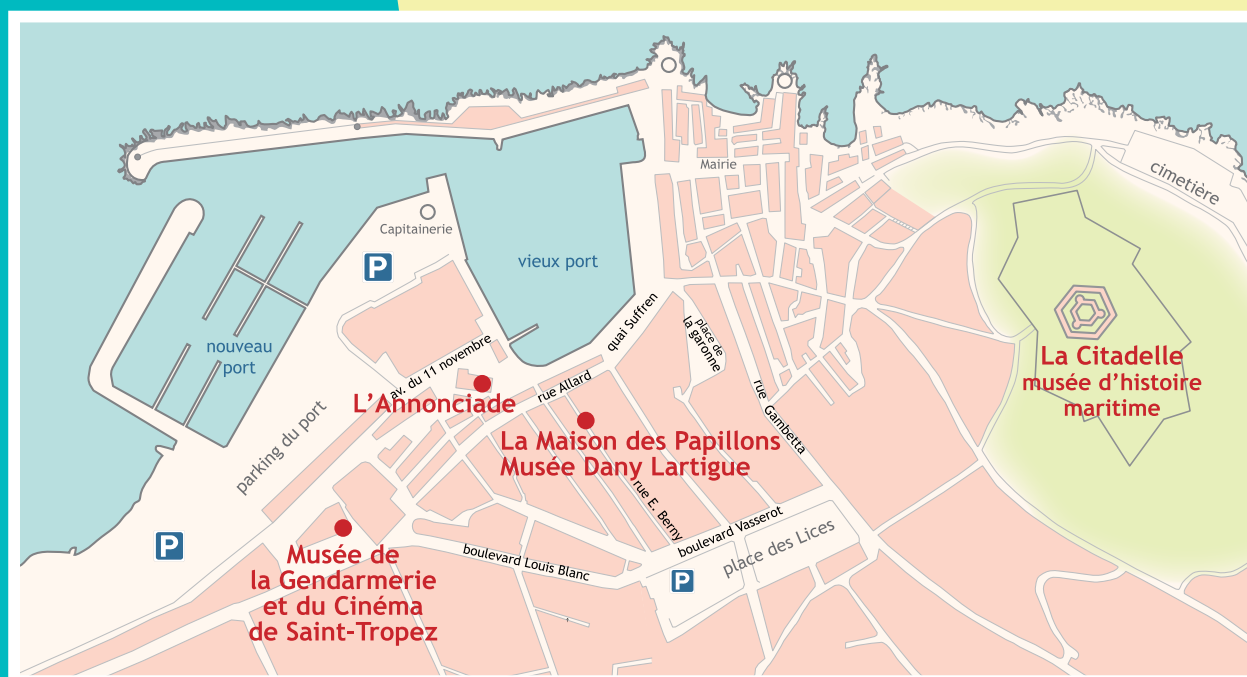 Mairie
cimetière
Capitainerie
P
vieux port
nouveau
port
quai Suffren
place de
la garonne
La Citadelle
musée d'histoire
maritime
av. du 11 novembre
L'Annonciade
rue Allard
rue Gambetta
parking du port
La Maison des Papillons
Musée Dany Lartigue
rue E. Berny
boulevard Vasserot
place des Lices
P
Musée de
la Gendarmerie
et du Cinéma
de Saint-Tropez
boulevard Louis Blanc
P